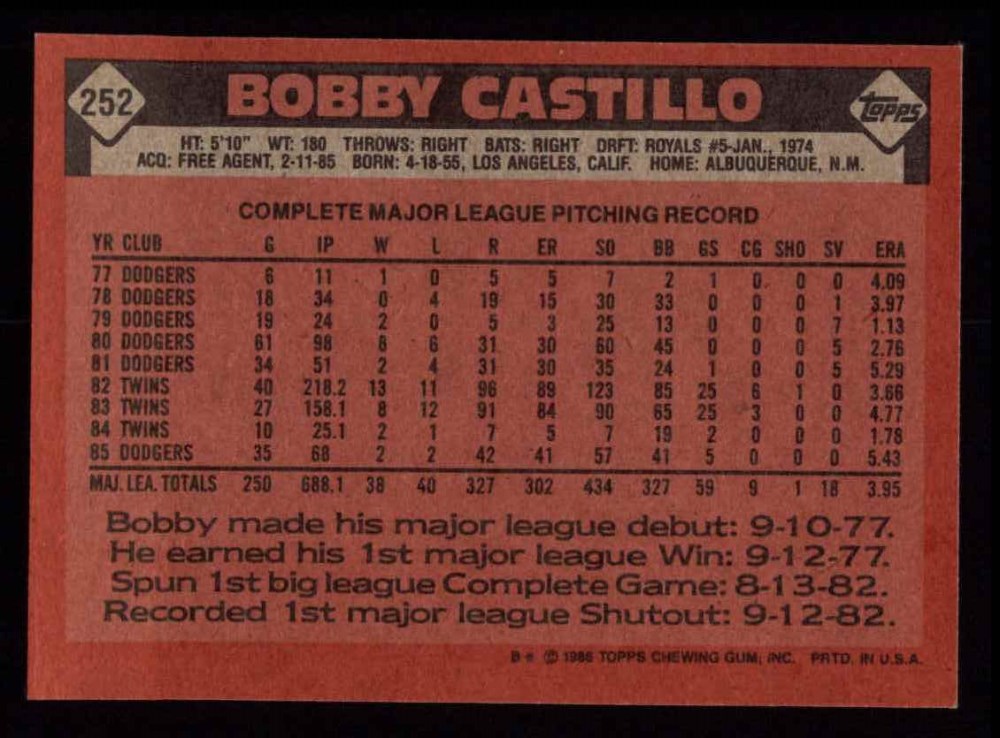 252 BOBBY CASTILLO Topps
HT: 5'10" WT: 180 THROWS: RIGHT BATS: RIGHT DRFT: ROYALS #5-JAN., 1974
ACQ: FREE AGENT, 2-11-85 BORN: 4-18-55, LOS ANGELES, CALIF. HOME: ALBUQUERQUE, N.M.
COMPLETE MAJOR LEAGUE PITCHING RECORD
YR CLUB G IP W L R ER SO BB GS CG SHO SV ERA
77 DODGERS 6 11 1 0 5 5 7 2 1 0 0 0 4.09
78 DODGERS 18 34 0 4 19 15 30 33 0 0 0 1 3.97
79 DODGERS 19 24 2 0 5 3 25 13 0 0 0 7 1.13
80 DODGERS 61 98 8 6 31 30 60 45 0 0 0 5 2.76
81 DODGERS 34 51 2 4 31 30 35 24 1 0 0 5 5.29
82 TWINS 40 218.2 13 11 96 89 123 85 25 6 1 0 3.66
83 TWINS 27 158.1 8 12 91 84 90 65 25 3 0 0 4.77
84 TWINS 10 25.1 2 1 7 5 7 19 2 0 0 0 1.78
85 DODGERS 35 68 2 2 42 41 57 41 5 0 0 0 5.43
MAJ. LEA. TOTALS 250 688.1 38 40 327 302 434 327 59 9 1 18 3.95
Bobby made his major league debut: 9-10-77.
He earned his 1st major league Win: 9-12-77.
Spun 1st big league Complete Game: 8-13-82.
Recorded 1st major league Shutout: 9-12-82.
B* © 1986 TOPPS CHEWING GUM, INC. PRTD. IN U.S.A.